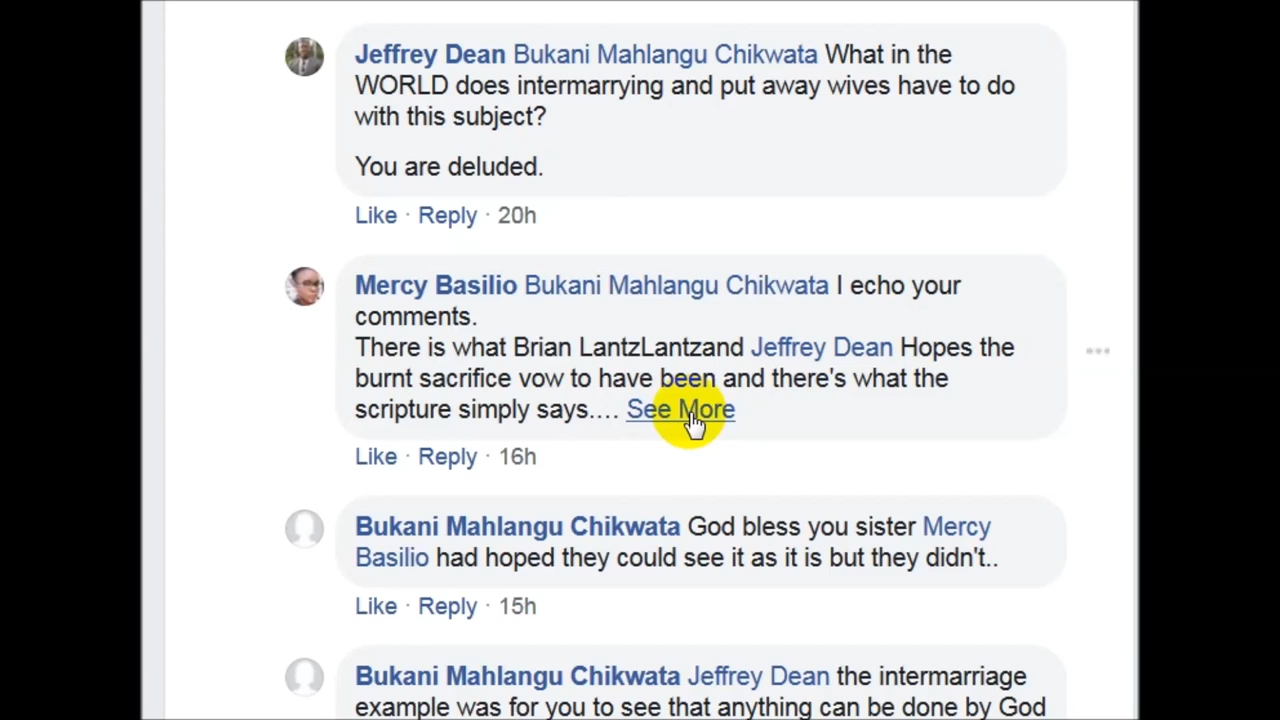 Jeffrey Dean Bukani Mahlangu Chikwata What in the
WORLD does intermarrying and put away wives have to do
with this subject?
You are deluded.
Like · Reply · 20h
Mercy Basilio Bukani Mahlangu Chikwata I echo your
comments.
There is what Brian LantzLantzand Jeffrey Dean Hopes the
burnt sacrifice vow to have been and there's what the
scripture simply says.... See More
Like · Reply · 16h
Bukani Mahlangu Chikwata God bless you sister Mercy
Basilio had hoped they could see it as it is but they didn't..
Like · Reply · 15h
Bukani Mahlangu Chikwata Jeffrey Dean the intermarriage
example was for you to see that anything can be done by God